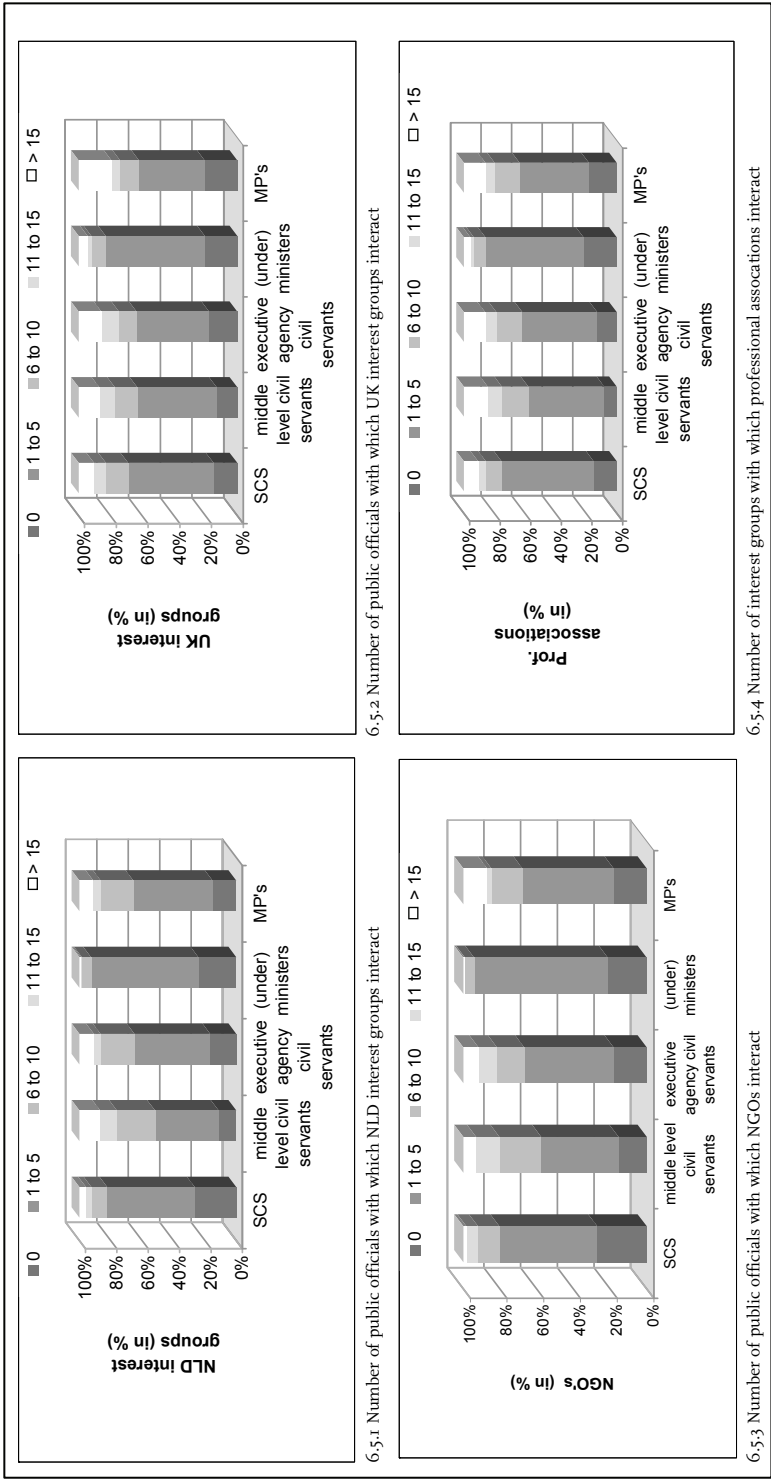 ■ 0 ■ 1 to 5 ■ 6 to 10 ■ 11 to 15 □ > 15
NLD interest
groups (in %)
100%
80%
60%
40%
20%
0%
SCS
middle
level civil
servants
executive
agency
civil
servants
(under)
ministers
MP's
6.5.1 Number of public officials with which NLD interest groups interact
■ 0 ■ 1 to 5 ■ 6 to 10 ■ 11 to 15 □ > 15
UK interest
groups (in %)
100%
80%
60%
40%
20%
0%
SCS
middle
level civil
servants
executive
agency
civil
servants
(under)
ministers
MP's
6.5.2 Number of public officials with which UK interest groups interact
■ 0 ■ 1 to 5 ■ 6 to 10 ■ 11 to 15 □ > 15
NGO's (in %)
100%
80%
60%
40%
20%
0%
SCS
middle level
civil
servants
executive
agency civil
servants
(under)
ministers
MP's
6.5.3 Number of public officials with which NGOs interact
■ 0 ■ 1 to 5 ■ 6 to 10 ■ 11 to 15 □ > 15
Prof.
associations
(in %)
100%
80%
60%
40%
20%
0%
SCS
middle
level civil
servants
executive
agency
civil
servants
(under)
ministers
MP's
6.5.4 Number of interest groups with which professional assocations interact